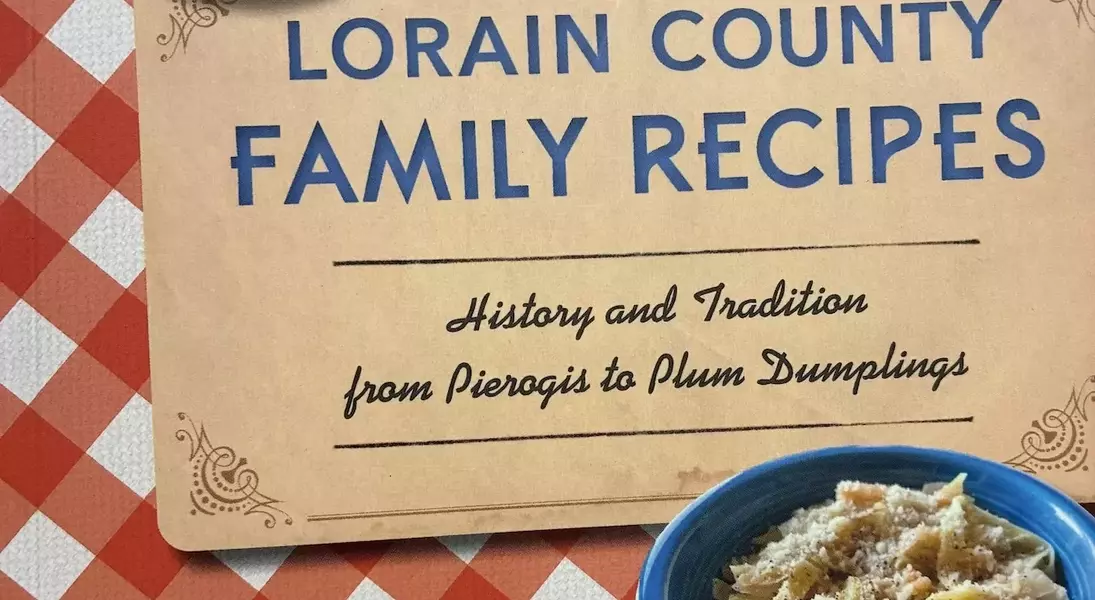 LORAIN COUNTY
FAMILY RECIPES
History and Tradition
from Pierogis to Plum Dumplings